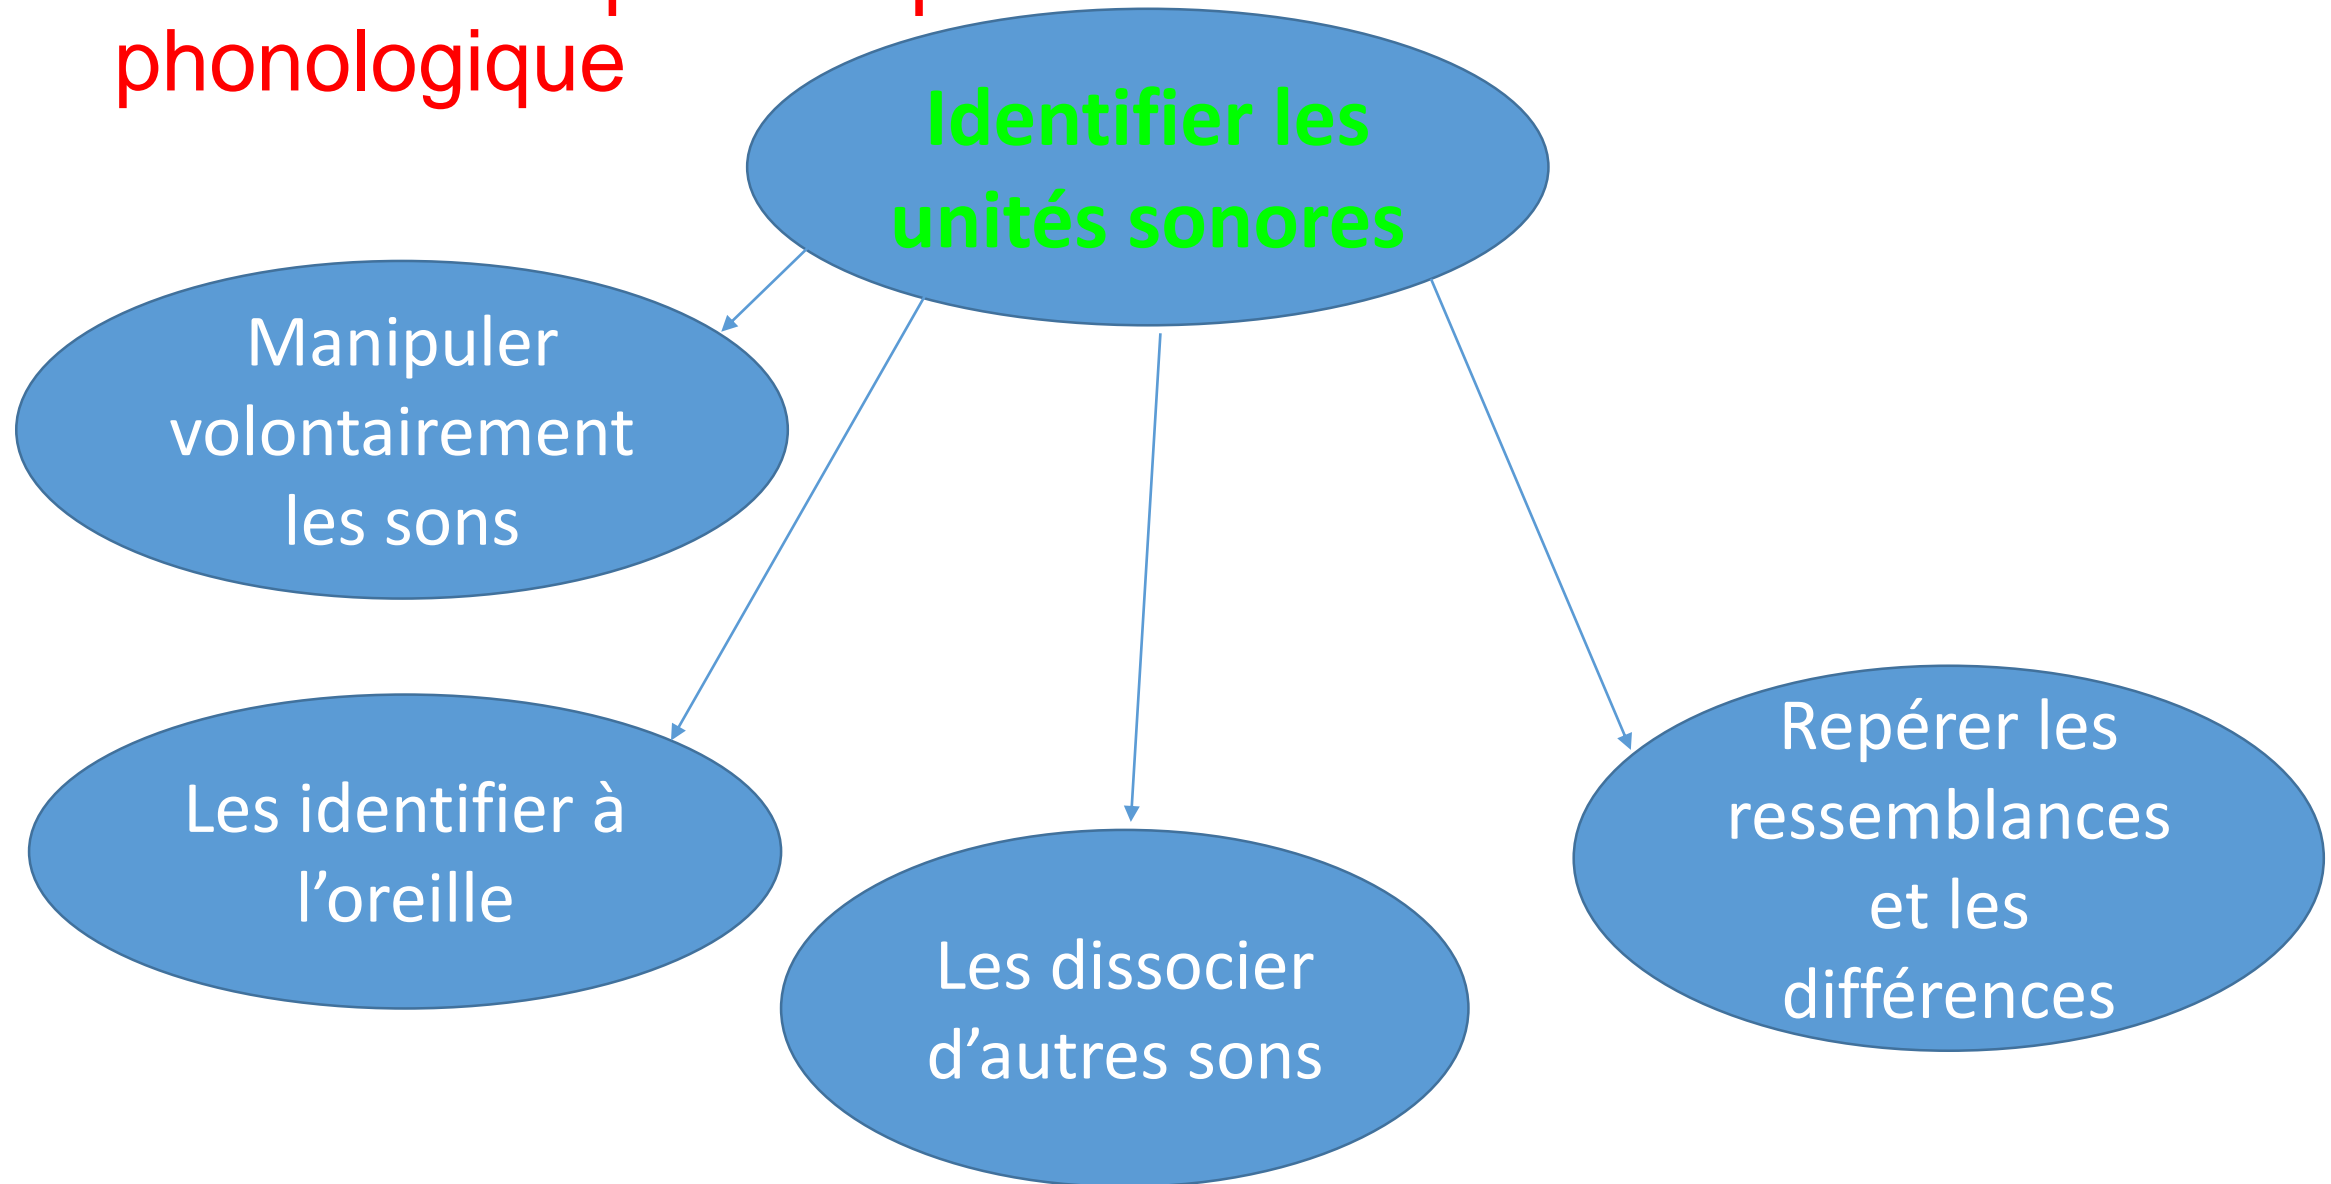 phonologique
Identifier les
unités sonores
Manipuler
volontairement
les sons
Les identifier à
l’oreille
Les dissocier
d’autres sons
Repérer les
ressemblances
et les
différences